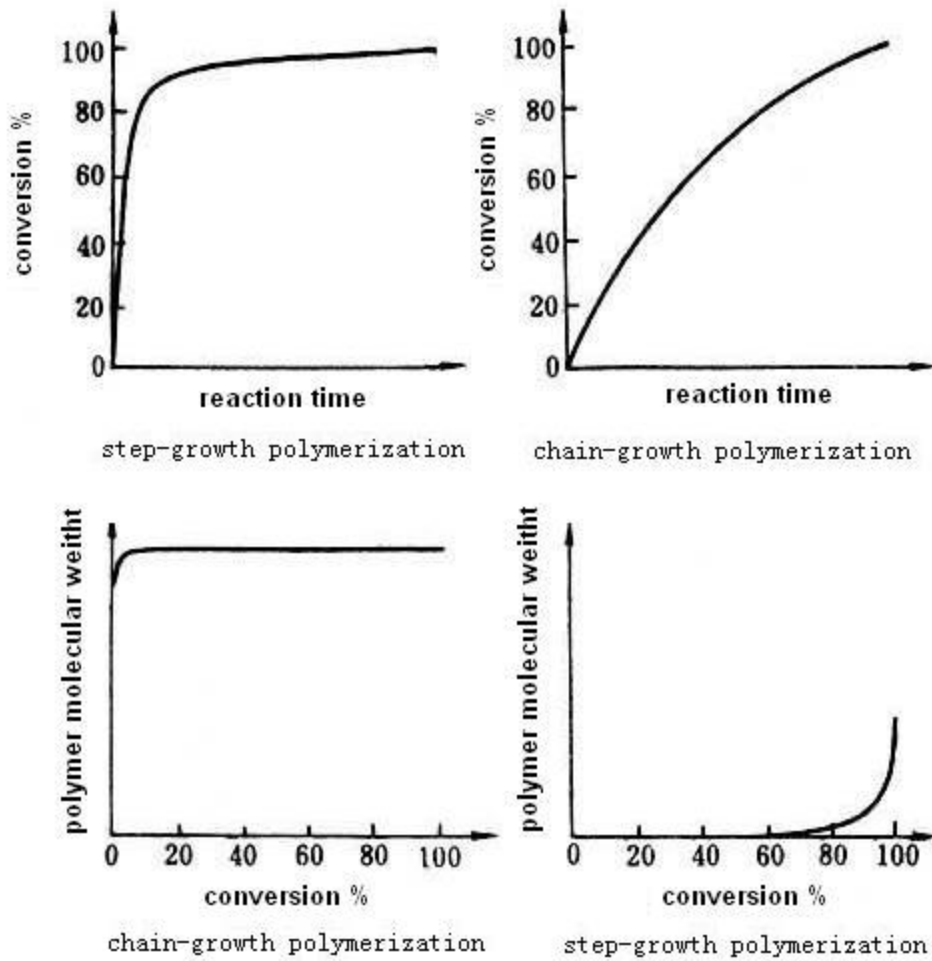 100
80
60
40
20
0
conversion %
reaction time
step-growth polymerization
100
80
60
40
20
0
conversion %
reaction time
chain-growth polymerization
polymer molecular weitht
0 20 40 60 80 100
conversion %
chain-growth polymerization
polymer molecular weitht
0 20 40 60 80 100
conversion %
step-growth polymerization